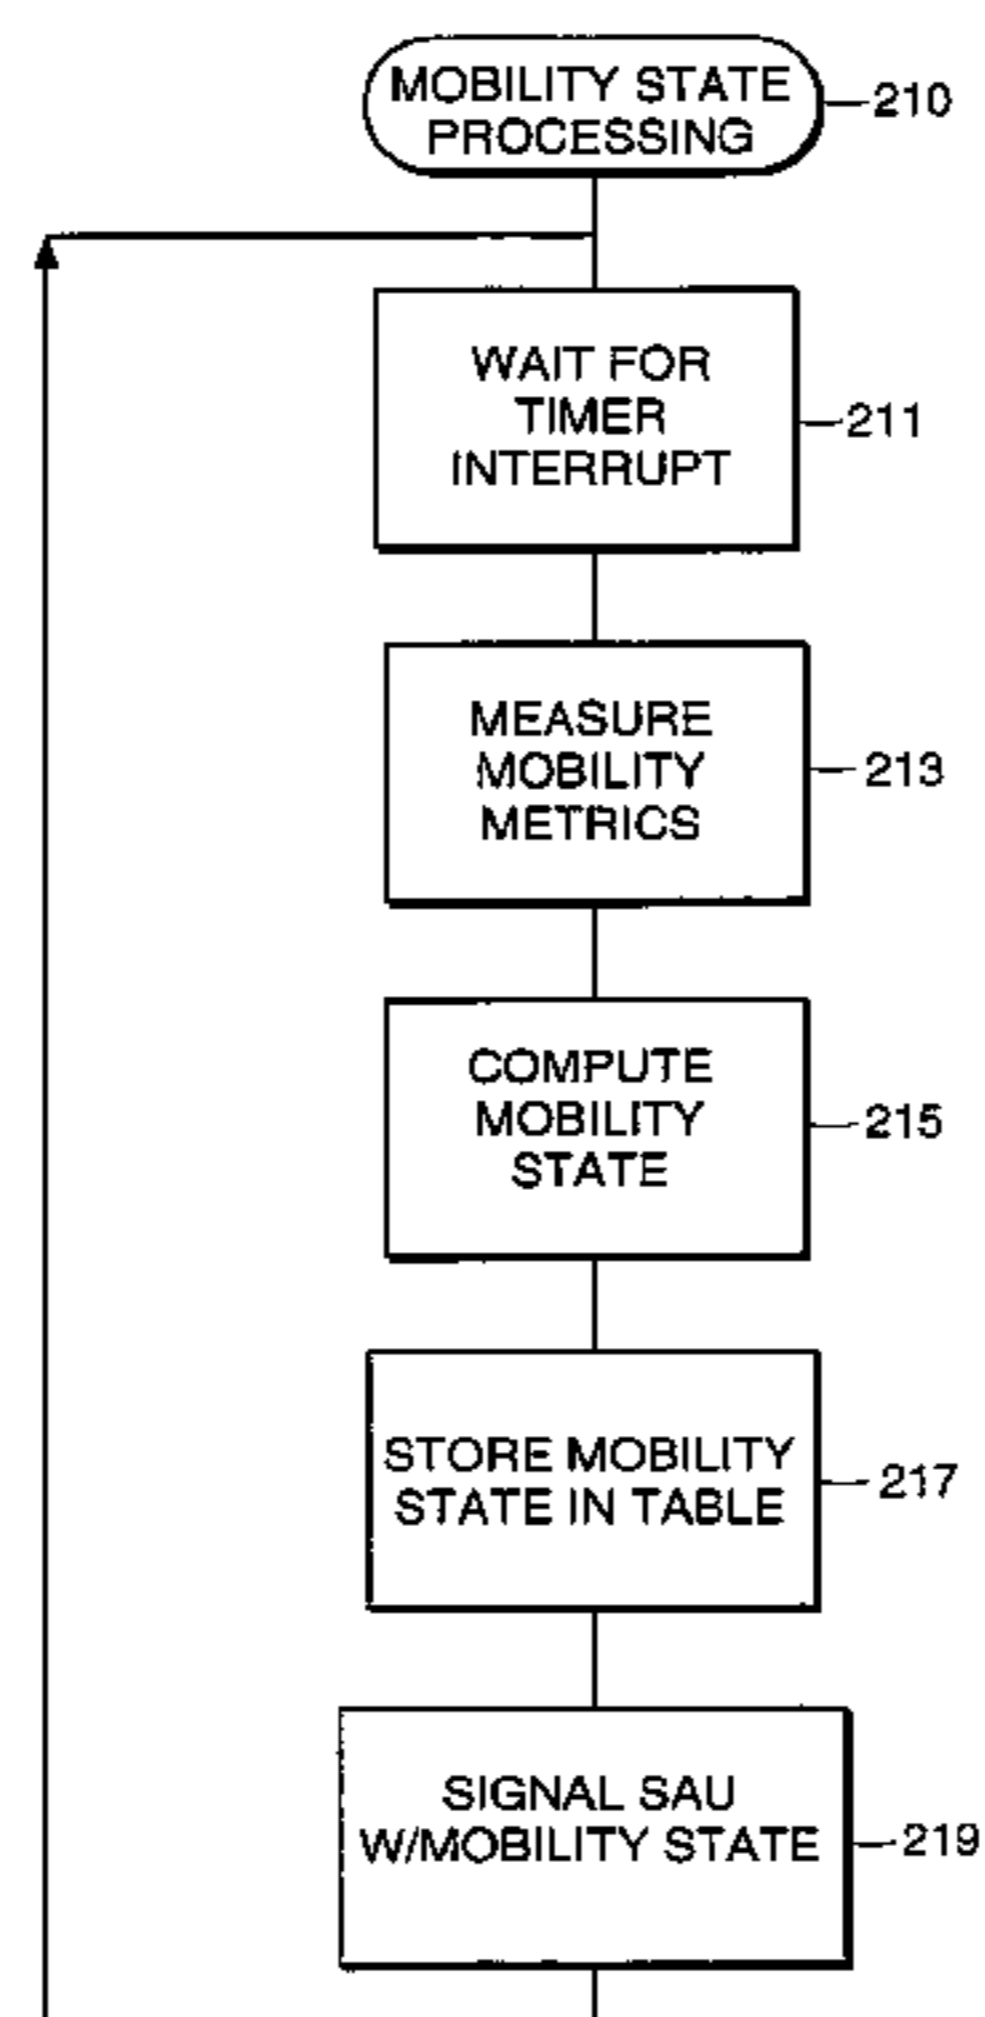 MOBILITY STATE
PROCESSING
210
WAIT FOR
TIMER
INTERRUPT
211
MEASURE
MOBILITY
METRICS
213
COMPUTE
MOBILITY
STATE
215
STORE MOBILITY
STATE IN TABLE
217
SIGNAL SAU
W/MOBILITY STATE
219